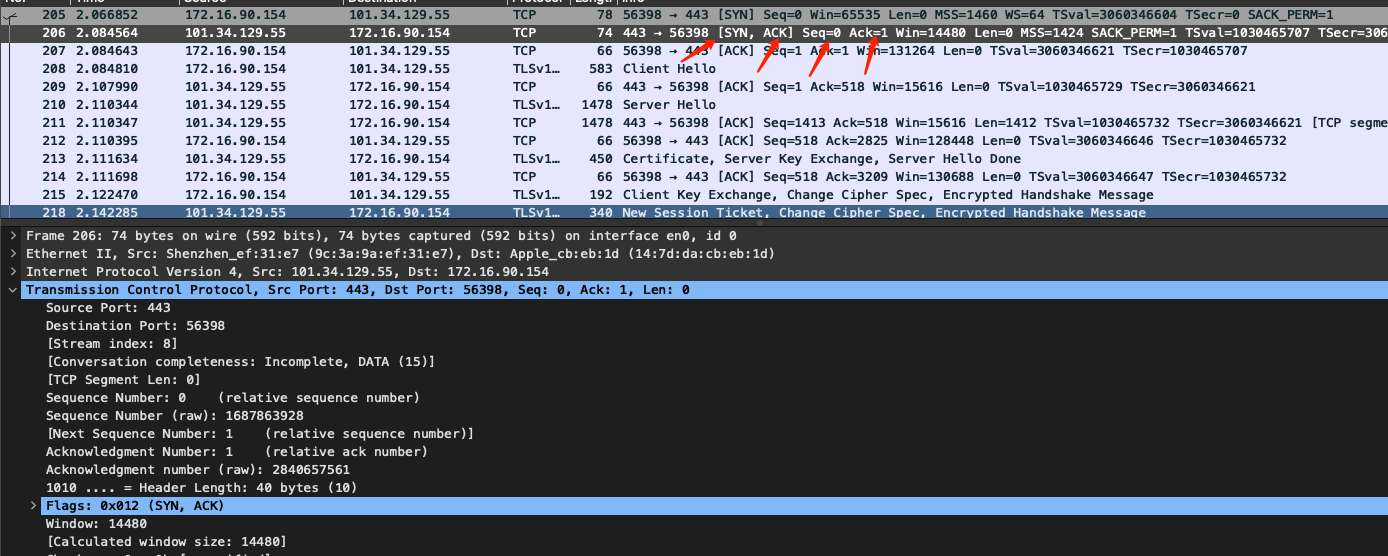 No. Time Source Destination Protocol Length Info
205 2.066852 172.16.90.154 101.34.129.55 TCP 78 56398 → 443 [SYN] Seq=0 Win=65535 Len=0 MSS=1460 WS=64 TSval=3060346604 TSecr=0 SACK_PERM=1
206 2.084564 101.34.129.55 172.16.90.154 TCP 74 443 → 56398 [SYN, ACK] Seq=0 Ack=1 Win=14480 Len=0 MSS=1424 SACK_PERM=1 TSval=1030465707 TSecr=306
207 2.084643 172.16.90.154 101.34.129.55 TCP 66 56398 → 443 [ACK] Seq=1 Ack=1 Win=131264 Len=0 TSval=3060346621 TSecr=1030465707
208 2.084810 172.16.90.154 101.34.129.55 TLSv1… 583 Client Hello
209 2.107990 101.34.129.55 172.16.90.154 TCP 66 443 → 56398 [ACK] Seq=1 Ack=518 Win=15616 Len=0 TSval=1030465729 TSecr=3060346621
210 2.110344 101.34.129.55 172.16.90.154 TLSv1… 1478 Server Hello
211 2.110347 101.34.129.55 172.16.90.154 TCP 1478 443 → 56398 [ACK] Seq=1413 Ack=518 Win=15616 Len=1412 TSval=1030465732 TSecr=3060346621 [TCP segme
212 2.110395 172.16.90.154 101.34.129.55 TCP 66 56398 → 443 [ACK] Seq=518 Ack=2825 Win=128448 Len=0 TSval=3060346646 TSecr=1030465732
213 2.111634 101.34.129.55 172.16.90.154 TLSv1… 450 Certificate, Server Key Exchange, Server Hello Done
214 2.111698 172.16.90.154 101.34.129.55 TCP 66 56398 → 443 [ACK] Seq=518 Ack=3209 Win=130688 Len=0 TSval=3060346647 TSecr=1030465732
215 2.122470 172.16.90.154 101.34.129.55 TLSv1… 192 Client Key Exchange, Change Cipher Spec, Encrypted Handshake Message
218 2.142285 101.34.129.55 172.16.90.154 TLSv1… 340 New Session Ticket, Change Cipher Spec, Encrypted Handshake Message
Frame 206: 74 bytes on wire (592 bits), 74 bytes captured (592 bits) on interface en0, id 0
Ethernet II, Src: Shenzhen_ef:31:e7 (9c:3a:9a:ef:31:e7), Dst: Apple_cb:eb:1d (14:7d:da:cb:eb:1d)
Internet Protocol Version 4, Src: 101.34.129.55, Dst: 172.16.90.154
Transmission Control Protocol, Src Port: 443, Dst Port: 56398, Seq: 0, Ack: 1, Len: 0
Source Port: 443
Destination Port: 56398
[Stream index: 8]
[Conversation completeness: Incomplete, DATA (15)]
[TCP Segment Len: 0]
Sequence Number: 0 (relative sequence number)
Sequence Number (raw): 1687863928
[Next Sequence Number: 1 (relative sequence number)]
Acknowledgment Number: 1 (relative ack number)
Acknowledgment number (raw): 2840657561
1010 .... = Header Length: 40 bytes (10)
Flags: 0x012 (SYN, ACK)
Window: 14480
[Calculated window size: 14480]